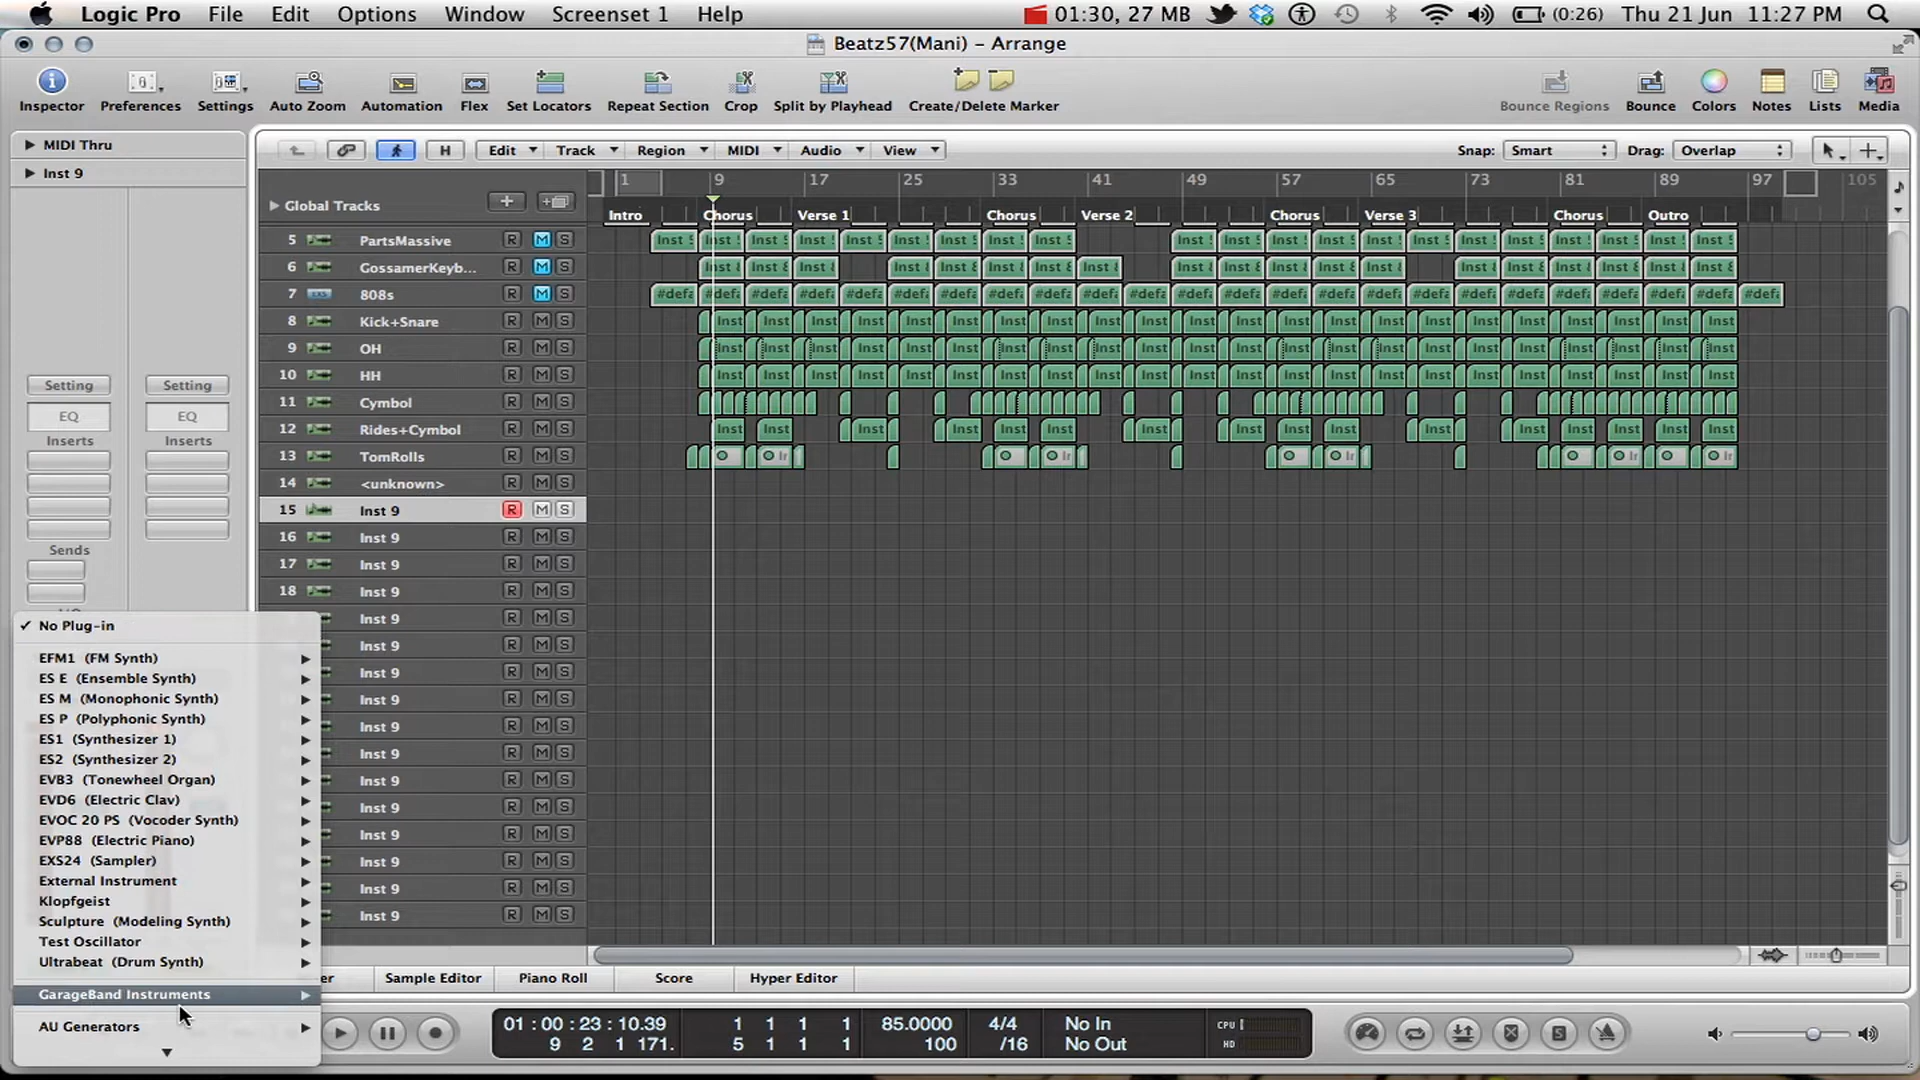 Logic Pro File Edit Options Window Screenset 1 Help 01:30, 27 MB (0:26) Thu 21 Jun 11:27 PM
Beatz57(Mani) – Arrange
Inspector Preferences Settings Auto Zoom Automation Flex Set Locators Repeat Section Crop Split by Playhead Create/Delete Marker Bounce Regions Bounce Colors Notes Lists Media
MIDI Thru
Inst 9
H Edit Track Region MIDI Audio View Snap: Smart Drag: Overlap
1 9 17 25 33 41 49 57 65 73 81 89 97 105
Global Tracks
Intro Chorus Verse 1 Chorus Verse 2 Chorus Verse 3 Chorus Outro
5 PartsMassive R M S
6 GossamerKeyb... R M S
7 808s R M S
8 Kick+Snare R M S
9 OH R M S
10 HH R M S
11 Cymbol R M S
12 Rides+Cymbol R M S
13 TomRolls R M S
14 <unknown> R M S
15 Inst 9 R M S
16 Inst 9 R M S
17 Inst 9 R M S
18 Inst 9 R M S
Inst 9 R M S
Inst 9 R M S
Inst 9 R M S
Inst 9 R M S
Inst 9 R M S
Inst 9 R M S
Inst 9 R M S
Inst 9 R M S
Inst 9 R M S
Inst 9 R M S
Inst 9 R M S
Inst 9 R M S
Setting Setting
EQ EQ
Inserts Inserts
Sends
No Plug-in
EFM1 (FM Synth)
ES E (Ensemble Synth)
ES M (Monophonic Synth)
ES P (Polyphonic Synth)
ES1 (Synthesizer 1)
ES2 (Synthesizer 2)
EVB3 (Tonewheel Organ)
EVD6 (Electric Clav)
EVOC 20 PS (Vocoder Synth)
EVP88 (Electric Piano)
EXS24 (Sampler)
External Instrument
Klopfgeist
Sculpture (Modeling Synth)
Test Oscillator
Ultrabeat (Drum Synth)
GarageBand Instruments
AU Generators
Sample Editor Piano Roll Score Hyper Editor
01:00:23:10.39 1 1 1 1 85.0000 4/4 No In CPU
9 2 1 171. 5 1 1 1 100 /16 No Out HD